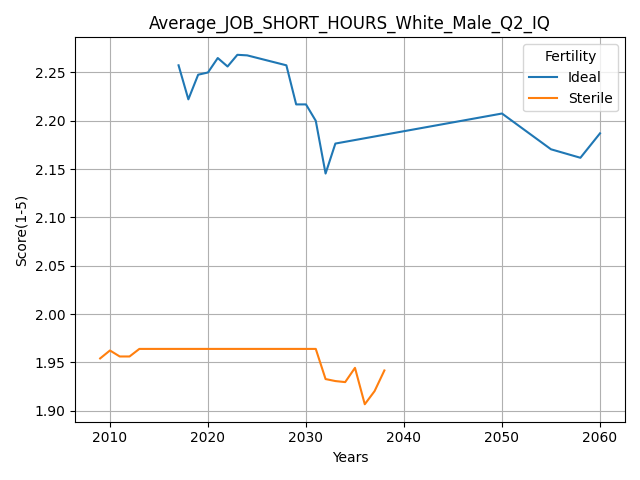 Average_JOB_SHORT_HOURS_White_Male_Q2_IQ
Fertility
Ideal
Sterile
Score(1-5)
2.25
2.20
2.15
2.10
2.05
2.00
1.95
1.90
2010 2020 2030 2040 2050 2060
Years